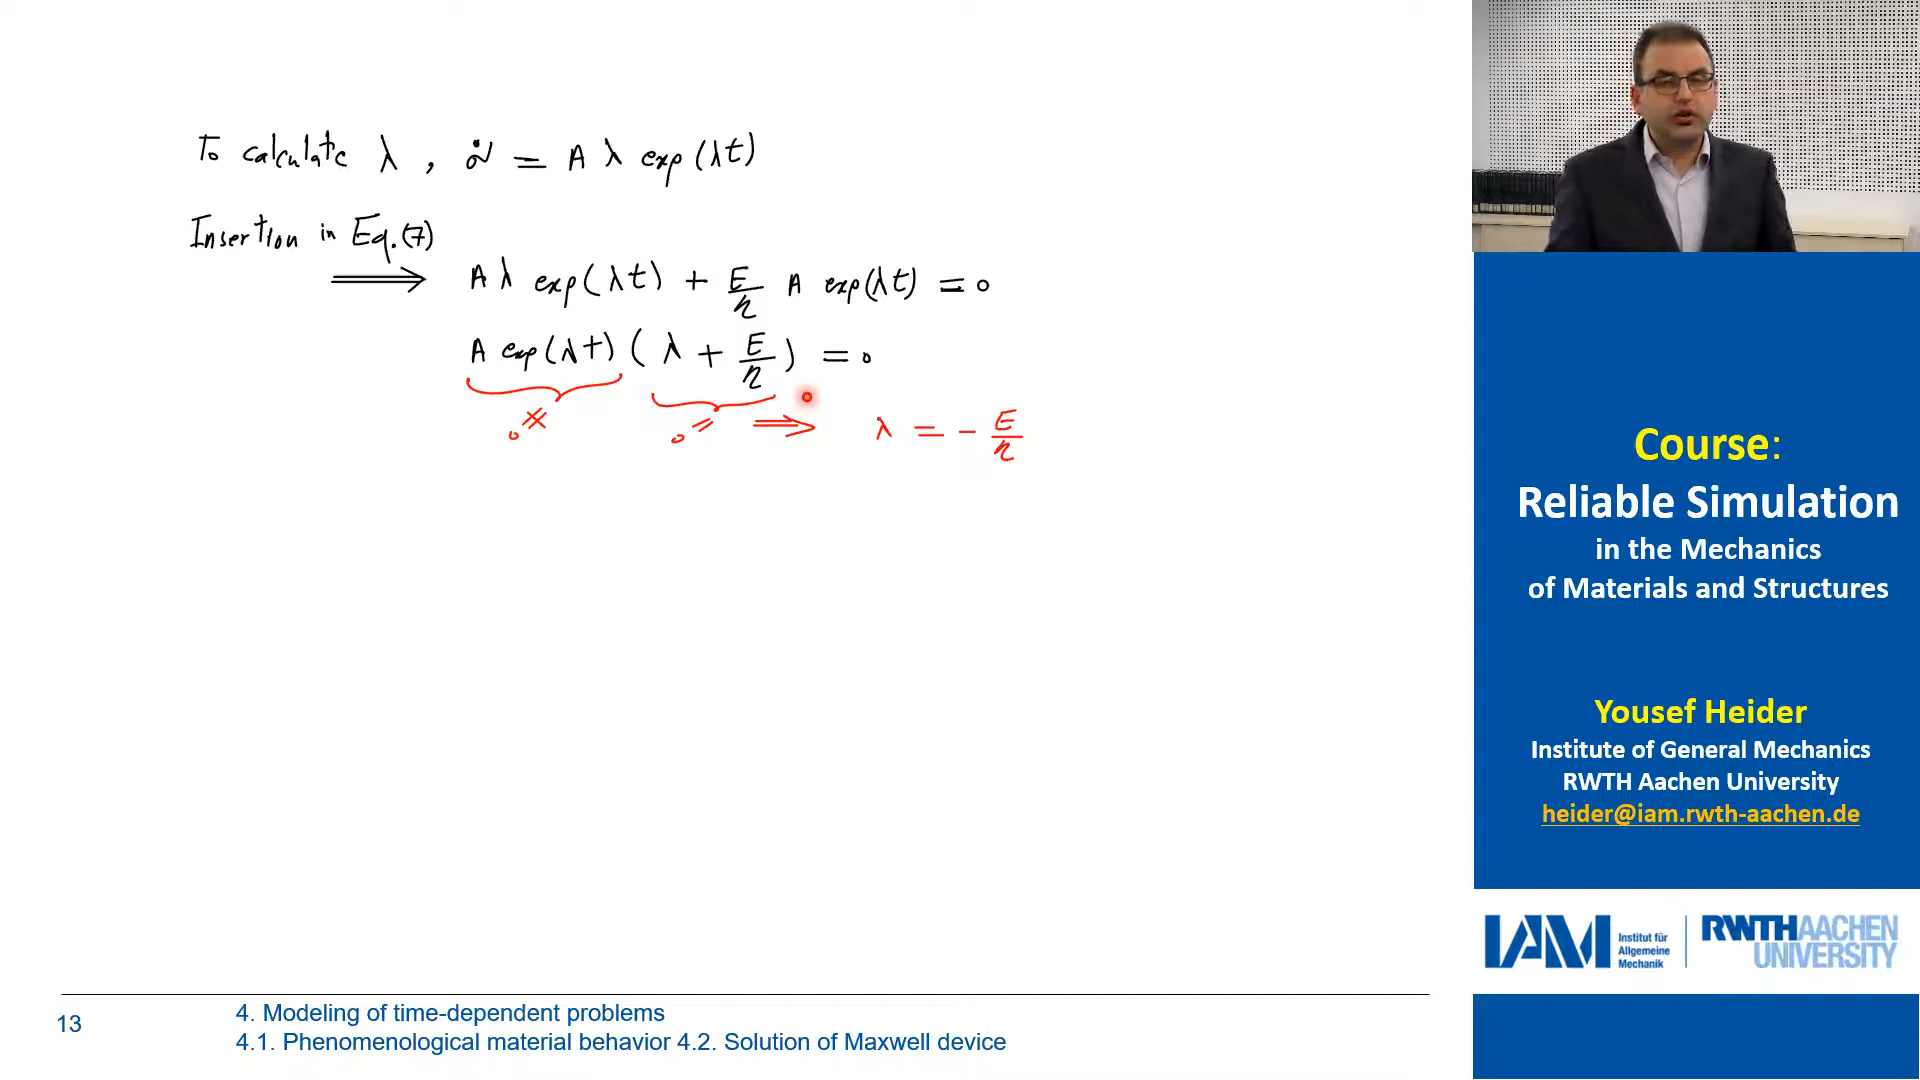 To calculate λ , σ̇ = A λ exp(λt)
Insertion in Eq.(7)
⟹ A λ exp(λt) + E/η A exp(λt) = 0
A exp(λt) ( λ + E/η ) = 0
0 ≠ 0 = ⟹ λ = - E/η
Course:
Reliable Simulation
in the Mechanics
of Materials and Structures
Yousef Heider
Institute of General Mechanics
RWTH Aachen University
heider@iam.rwth-aachen.de
IAM Institut für
Allgemeine
Mechanik
RWTH AACHEN
UNIVERSITY
13
4. Modeling of time-dependent problems
4.1. Phenomenological material behavior 4.2. Solution of Maxwell device